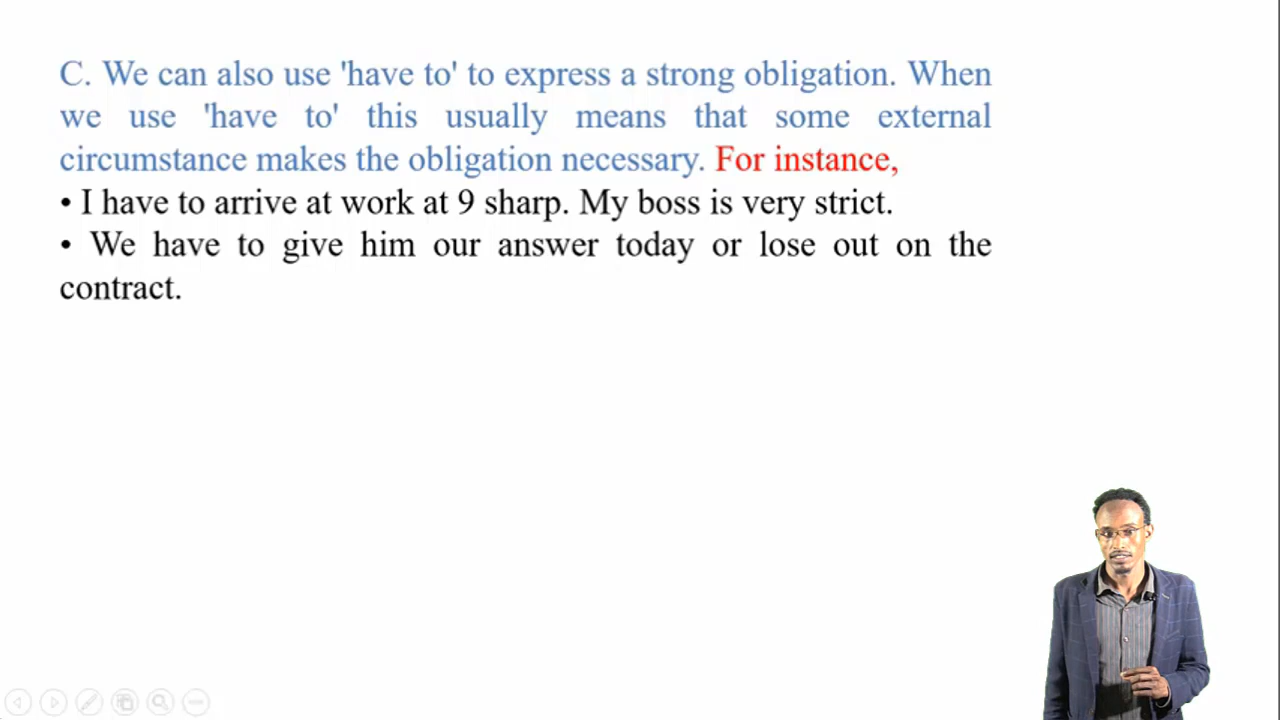 C. We can also use 'have to' to express a strong obligation. When
we use 'have to' this usually means that some external
circumstance makes the obligation necessary. For instance,
• I have to arrive at work at 9 sharp. My boss is very strict.
• We have to give him our answer today or lose out on the
contract.